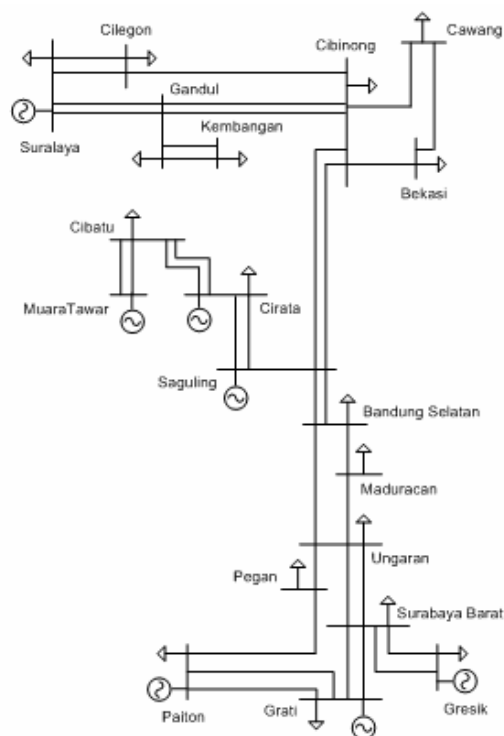 Cilegon
Cibinong
Cawang
Gandul
Kembangan
Suralaya
Bekasi
Cibatu
MuaraTawar
Cirata
Saguling
Bandung Selatan
Maduracan
Ungaran
Pegan
Surabaya Barat
Paiton
Grati
Gresik